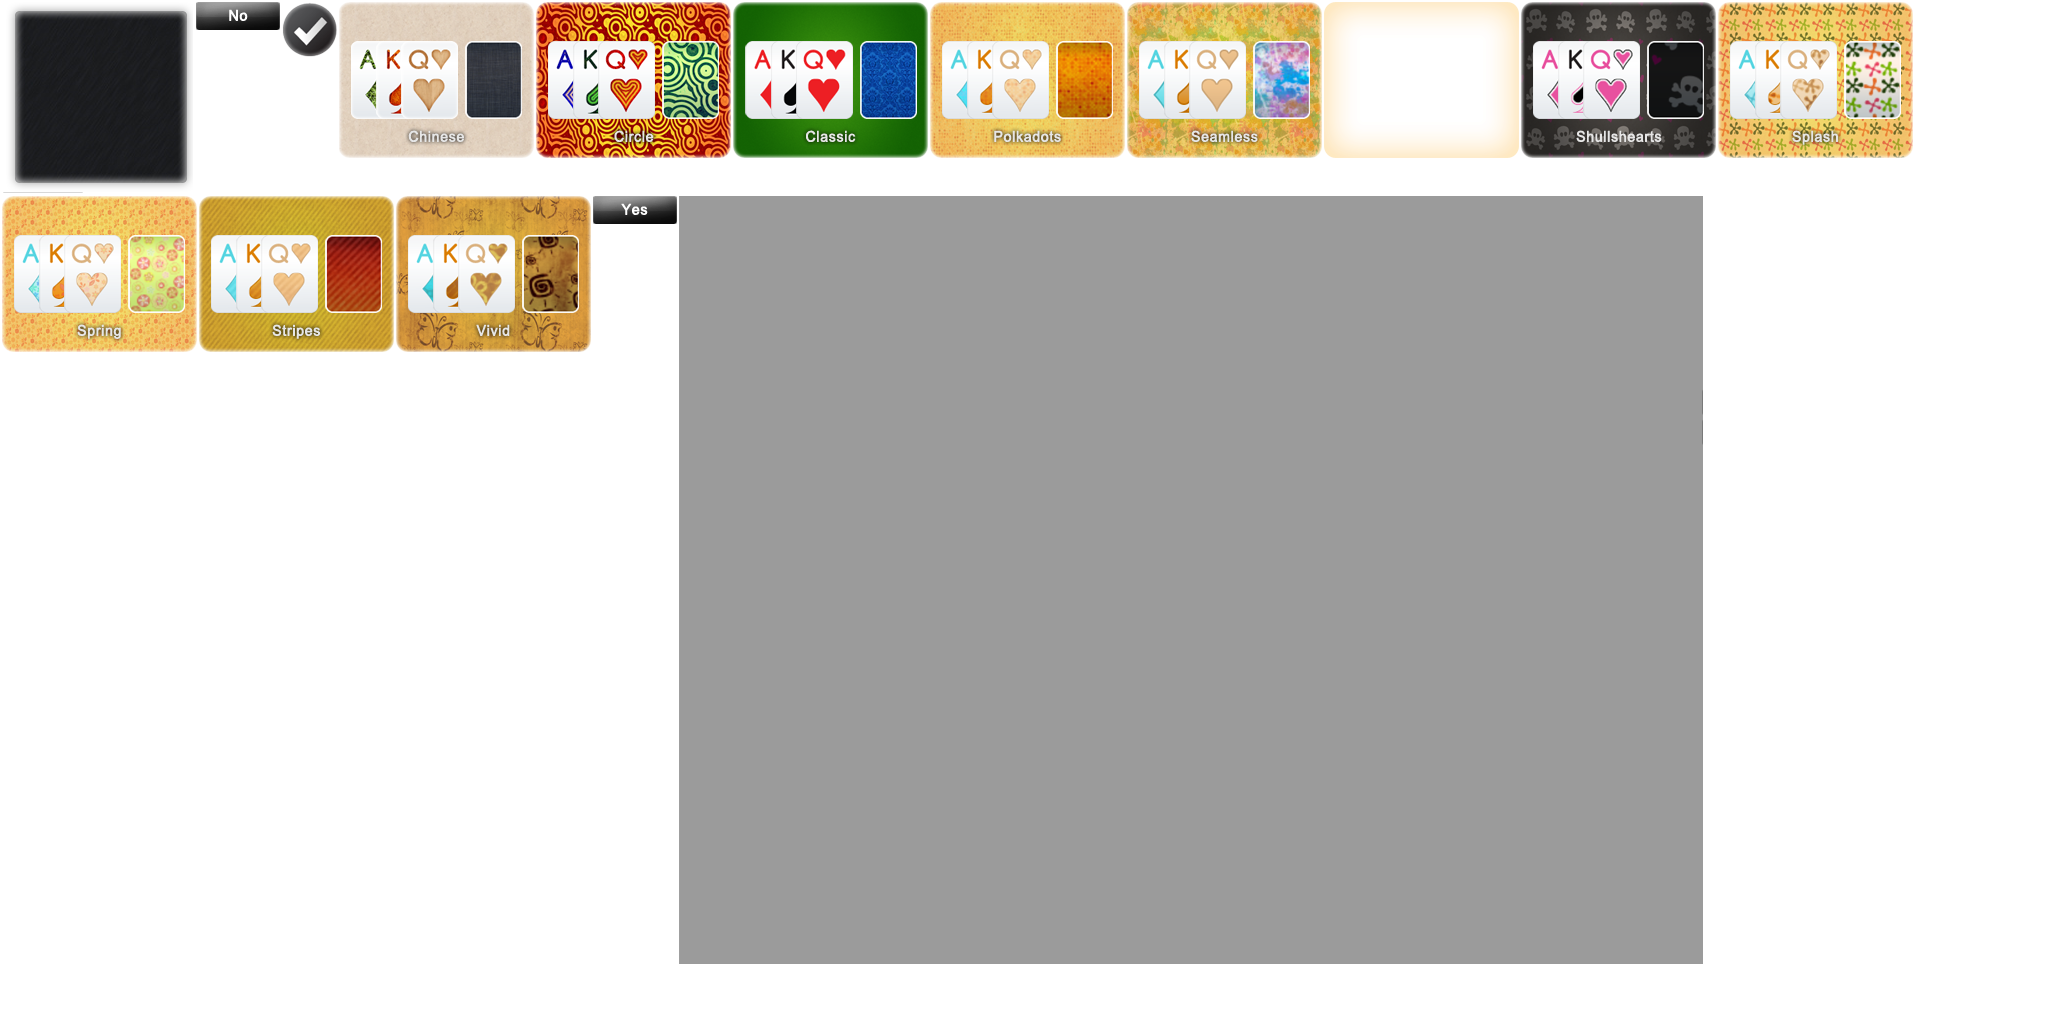 No
A K Q
Chinese
A K Q
Circle
A K Q
Classic
A K Q
Polkadots
A K Q
Seamless
A K Q
Shullshearts
A K Q
Splash
A K Q
Spring
A K Q
Stripes
A K Q
Vivid
Yes